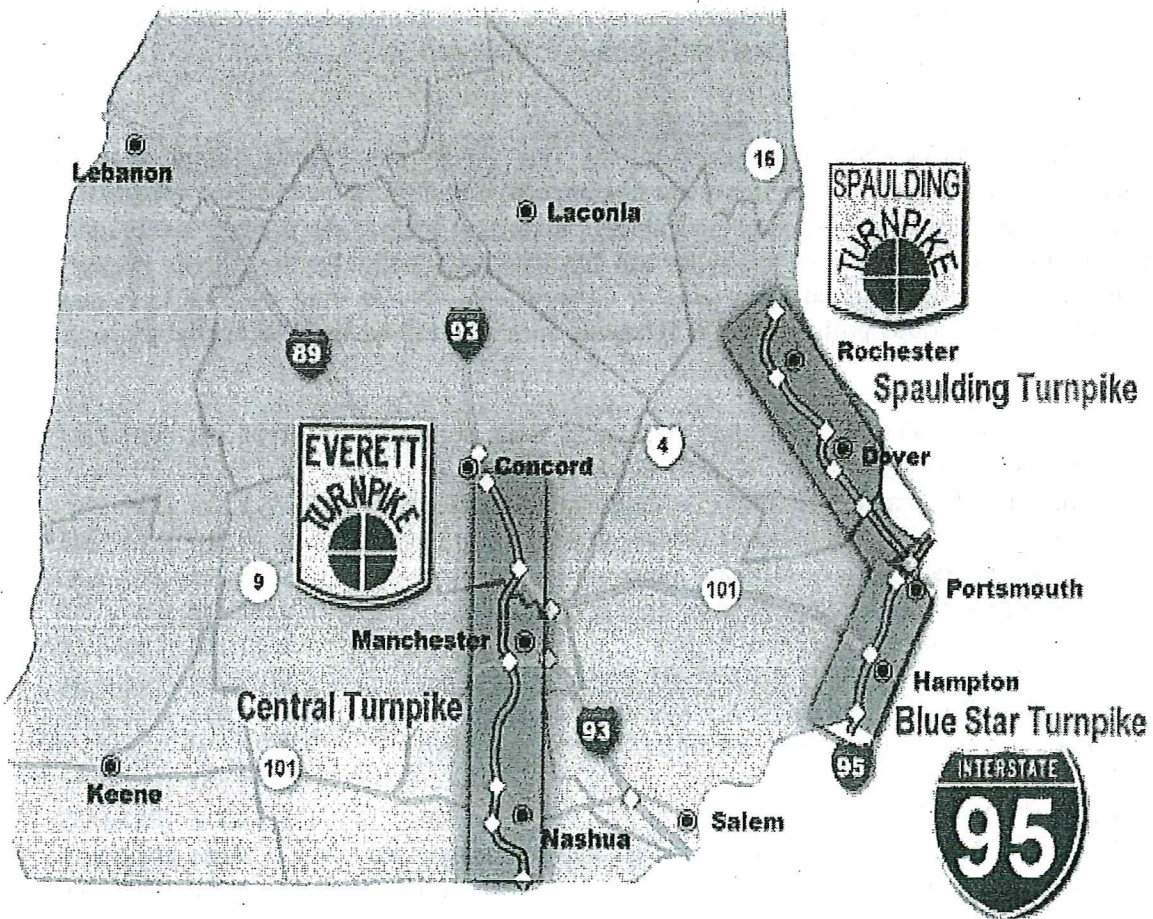 16
SPAULDING
TURNPIKE
Lebanon
Laconia
93
89
Rochester
Spaulding Turnpike
EVERETT
TURNPIKE
4
Dover
Concord
9
101
Portsmouth
Manchester
Hampton
Central Turnpike
Blue Star Turnpike
93
95
INTERSTATE
95
Keene
101
Nashua
Salem